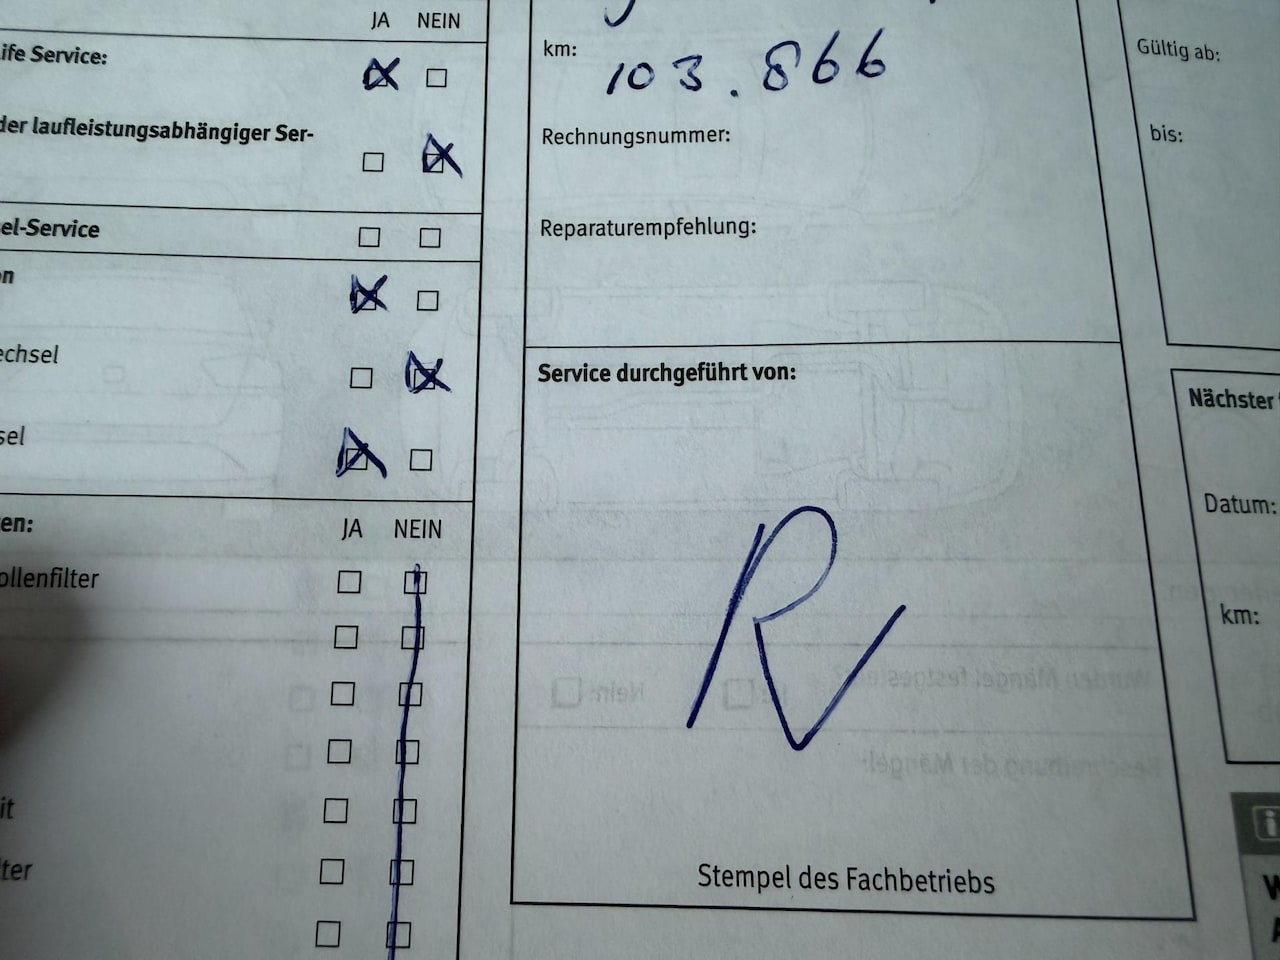 JA NEIN
ife Service:
der laufleistungsabhängiger Ser-
el-Service
n
echsel
sel
en: JA NEIN
ollenfilter
it
ter
km: 103.866
Rechnungsnummer:
Reparaturempfehlung:
Service durchgeführt von:
Stempel des Fachbetriebs
Gültig ab:
bis:
Nächster
Datum:
km:
i